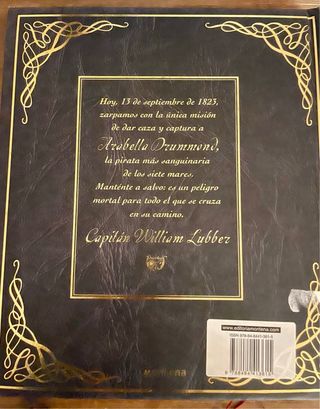 Hoy, 13 de septiembre de 1823,
zarpamos con la única misión
de dar caza y captura a
Arabella Drummond,
la pirata más sanguinaria
de los siete mares.
Manténte a salvo: es un peligro
mortal para todo el que se cruza
en su camino.
Capitán William Lubber
montena
www.editorialmontena.com